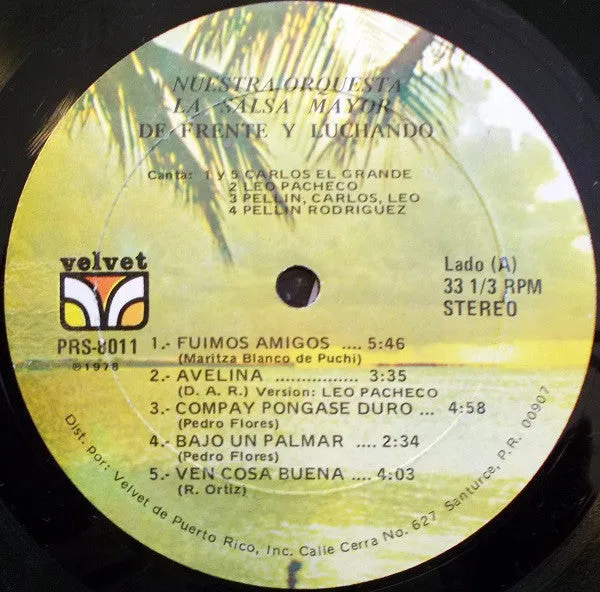 NUESTRA ORQUESTA
LA SALSA MAYOR
DE FRENTE Y LUCHANDO
Canta: 1 y 5 CARLOS EL GRANDE
2 LEO PACHECO
3 PELLIN, CARLOS, LEO
4 PELLIN RODRIGUEZ
velvet
PRS-8011
©1978
Lado (A)
33 1/3 RPM
STEREO
1.- FUIMOS AMIGOS .... 5:46
(Maritza Blanco de Puchi)
2.- AVELINA ................ 3:35
(D. A. R.) Version: LEO PACHECO
3.- COMPAY PONGASE DURO ... 4:58
(Pedro Flores)
4.- BAJO UN PALMAR .... 2:34
(Pedro Flores)
5.- VEN COSA BUENA .... 4:03
(R. Ortiz)
Dist. por: Velvet de Puerto Rico, Inc. Calle Cerra No. 627 Santurce, P.R. 00907